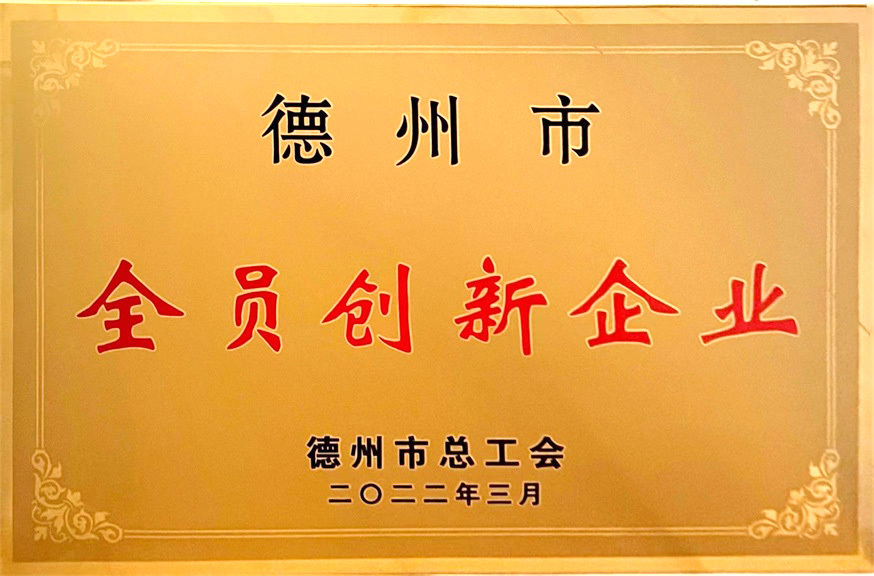 德州市
全员创新企业
德州市总工会
二〇二二年三月